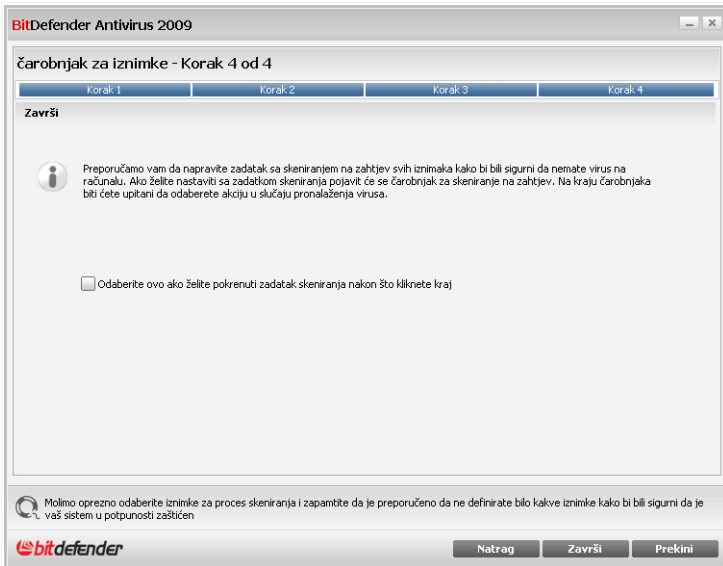 BitDefender Antivirus 2009
čarobnjak za iznimke - Korak 4 od 4
Korak 1 Korak 2 Korak 3 Korak 4
Završi
Preporučamo vam da napravite zadatak sa skeniranjem na zahtjev svih iznimaka kako bi bili sigurni da nemate virus na
računalu. Ako želite nastaviti sa zadatkom skeniranja pojavit će se čarobnjak za skeniranje na zahtjev. Na kraju čarobnjaka
biti ćete upitani da odaberete akciju u slučaju pronalaženja virusa.
Odaberite ovo ako želite pokrenuti zadatak skeniranja nakon što kliknete kraj
Molimo oprezno odaberite iznimke za proces skeniranja i zapamtite da je preporučeno da ne definirate bilo kakve iznimke kako bi bili sigurni da je
vaš sistem u potpunosti zaštićen
bitdefender
Natrag Završi Prekini